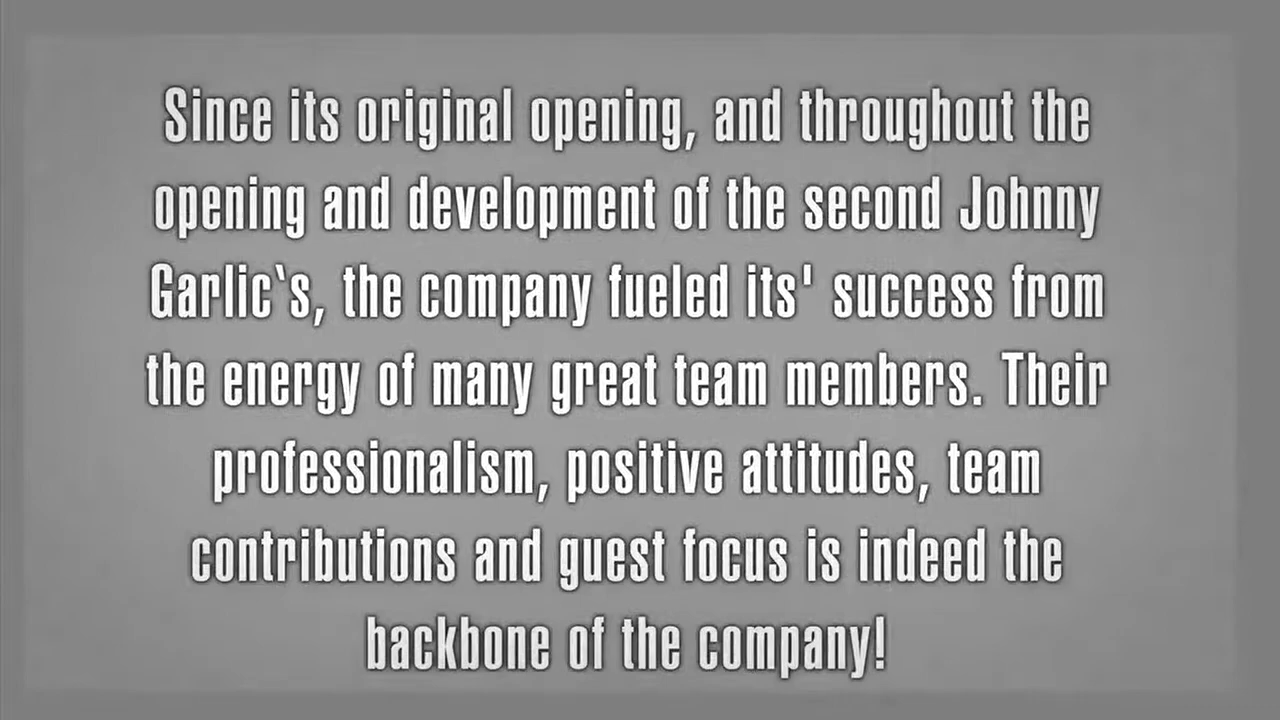 Since its original opening, and throughout the
opening and development of the second Johnny
Garlic`s, the company fueled its' success from
the energy of many great team members. Their
professionalism, positive attitudes, team
contributions and guest focus is indeed the
backbone of the company!